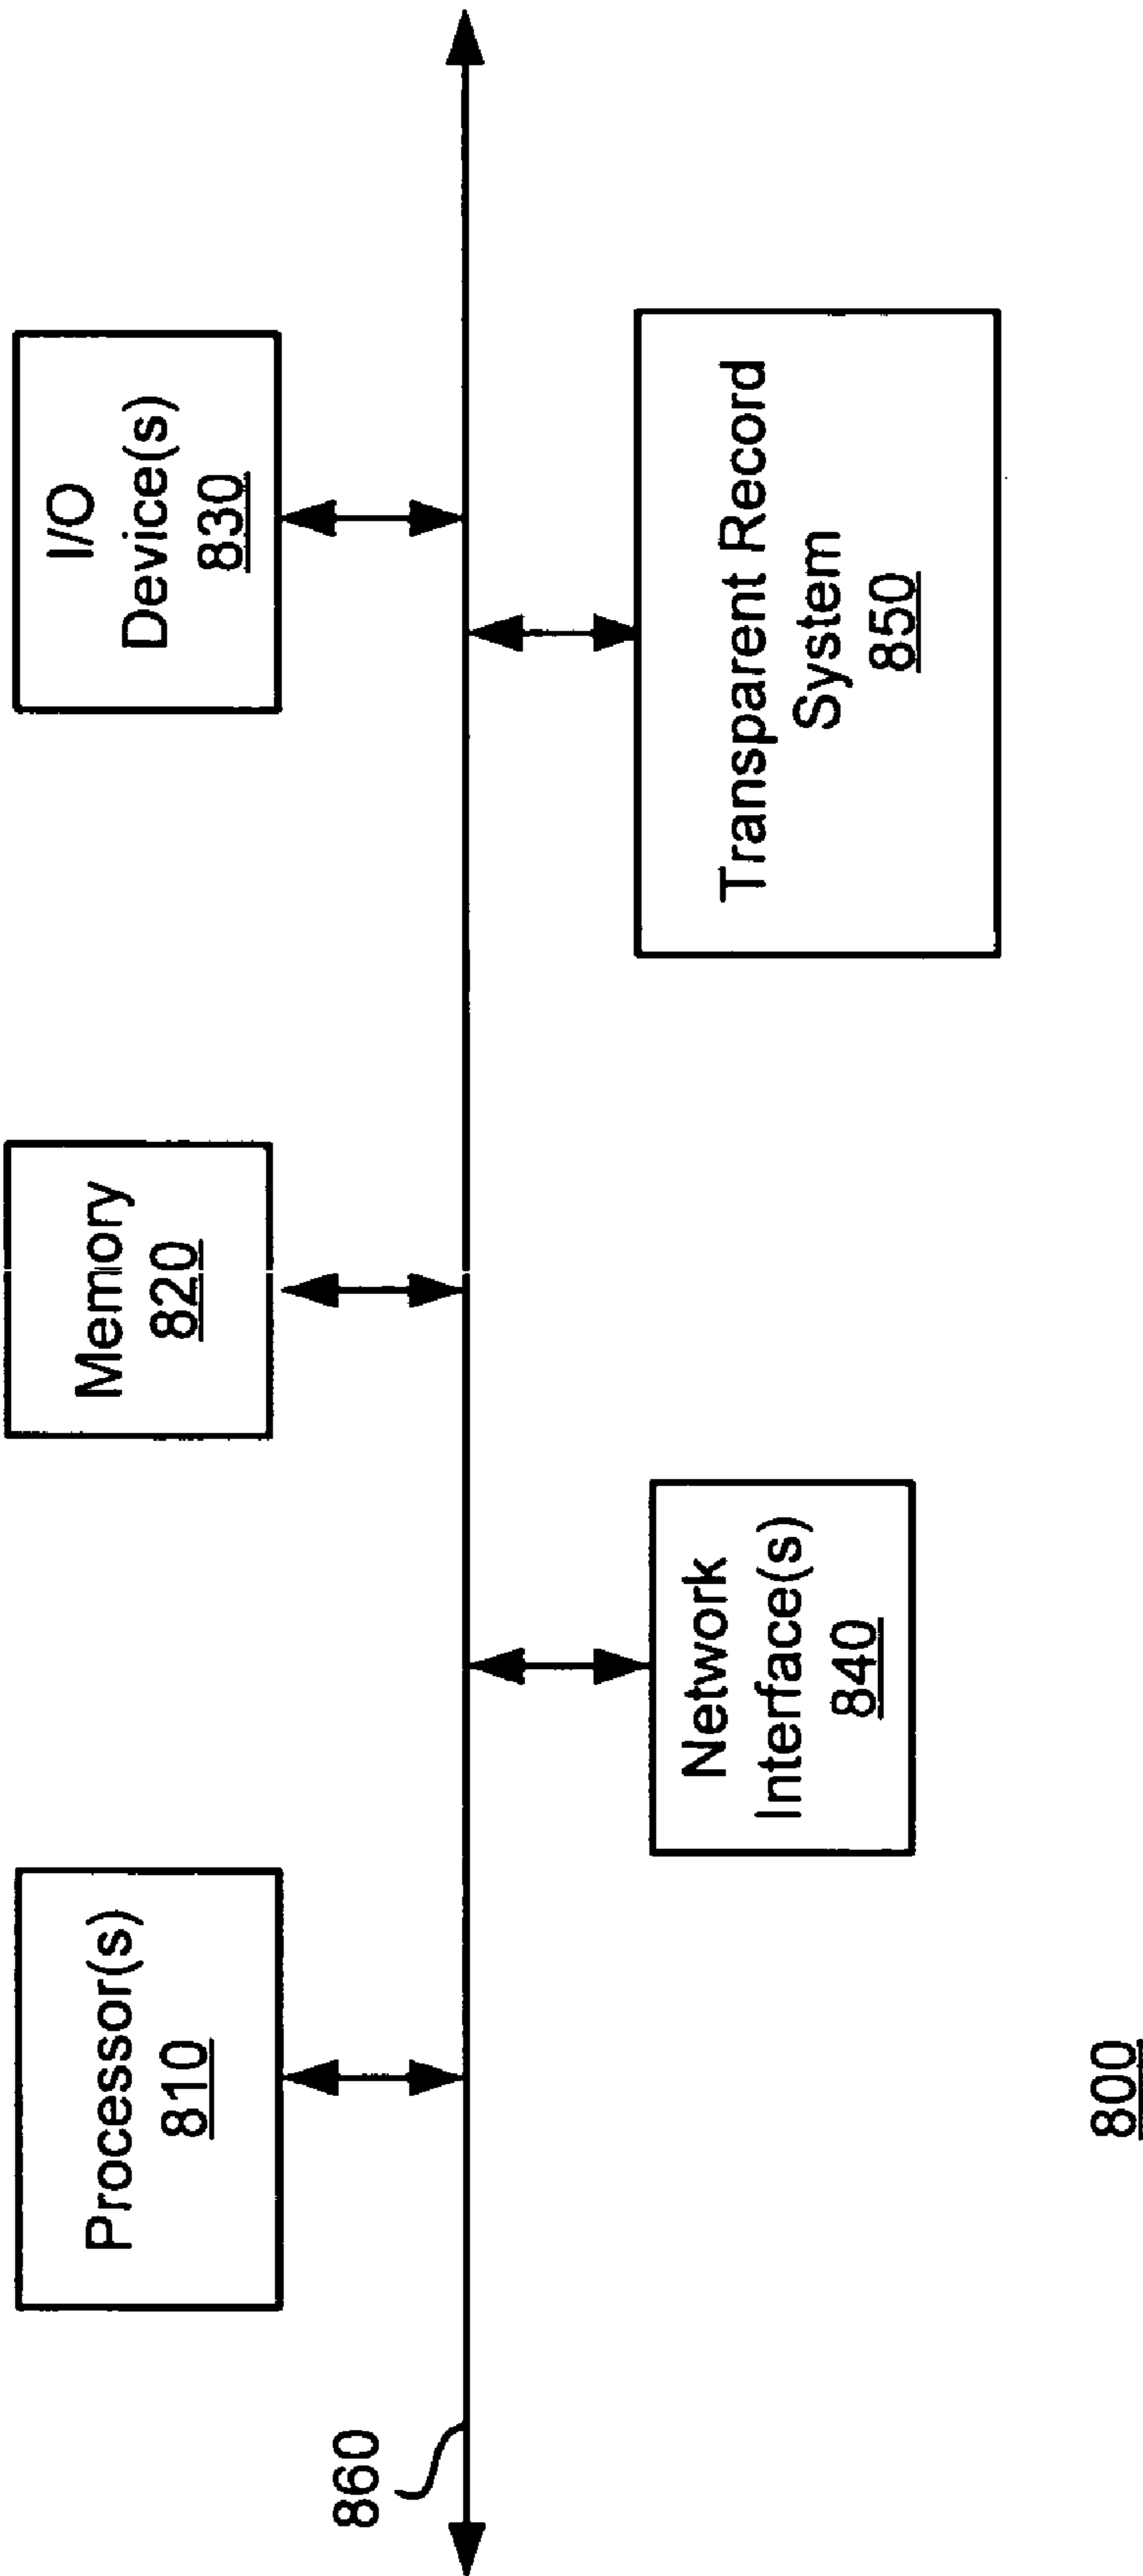 Processor(s)
810
Memory
820
I/O
Device(s)
830
860
Network
Interface(s)
840
Transparent Record
System
850
800